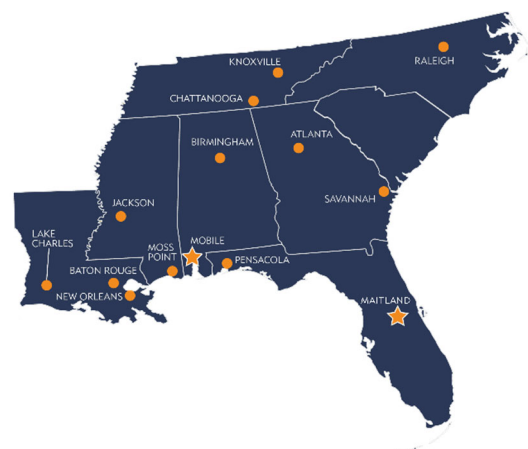 KNOXVILLE
RALEIGH
CHATTANOOGA
BIRMINGHAM
ATLANTA
JACKSON
SAVANNAH
LAKE
CHARLES
MOSS
POINT
MOBILE
BATON ROUGE
PENSACOLA
NEW ORLEANS
MAITLAND